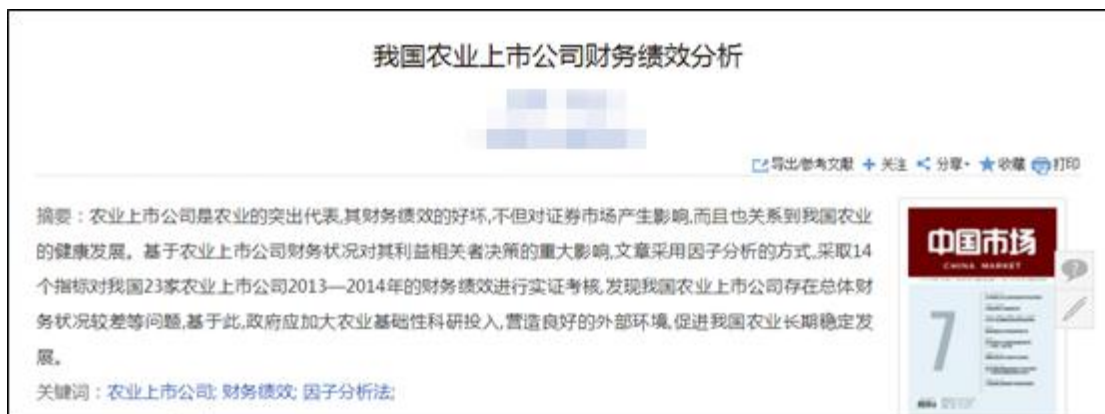 我国农业上市公司财务绩效分析
导出/参考文献 关注 分享 收藏 打印
摘要：农业上市公司是农业的突出代表,其财务绩效的好坏,不但对证券市场产生影响,而且也关系到我国农业
的健康发展。基于农业上市公司财务状况对其利益相关者决策的重大影响,文章采用因子分析的方式,采取14
个指标对我国23家农业上市公司2013—2014年的财务绩效进行实证考核,发现我国农业上市公司存在总体财
务状况较差等问题,基于此,政府应加大农业基础性科研投入,营造良好的外部环境,促进我国农业长期稳定发
展。
关键词：农业上市公司; 财务绩效; 因子分析法;
中国市场
CHINA MARKET
7